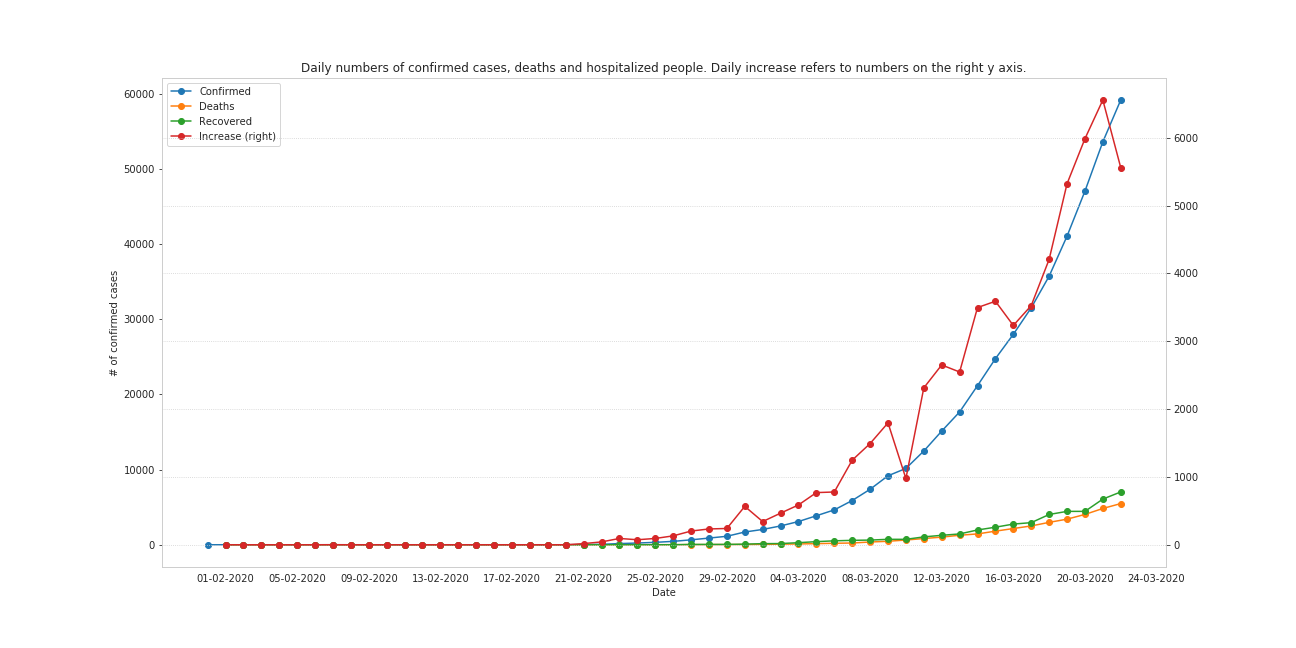 Daily numbers of confirmed cases, deaths and hospitalized people. Daily increase refers to numbers on the right y axis.
Confirmed
Deaths
Recovered
Increase (right)
60000
50000
40000
30000
20000
10000
0
# of confirmed cases
6000
5000
4000
3000
2000
1000
0
01-02-2020 05-02-2020 09-02-2020 13-02-2020 17-02-2020 21-02-2020 25-02-2020 29-02-2020 04-03-2020 08-03-2020 12-03-2020 16-03-2020 20-03-2020 24-03-2020
Date